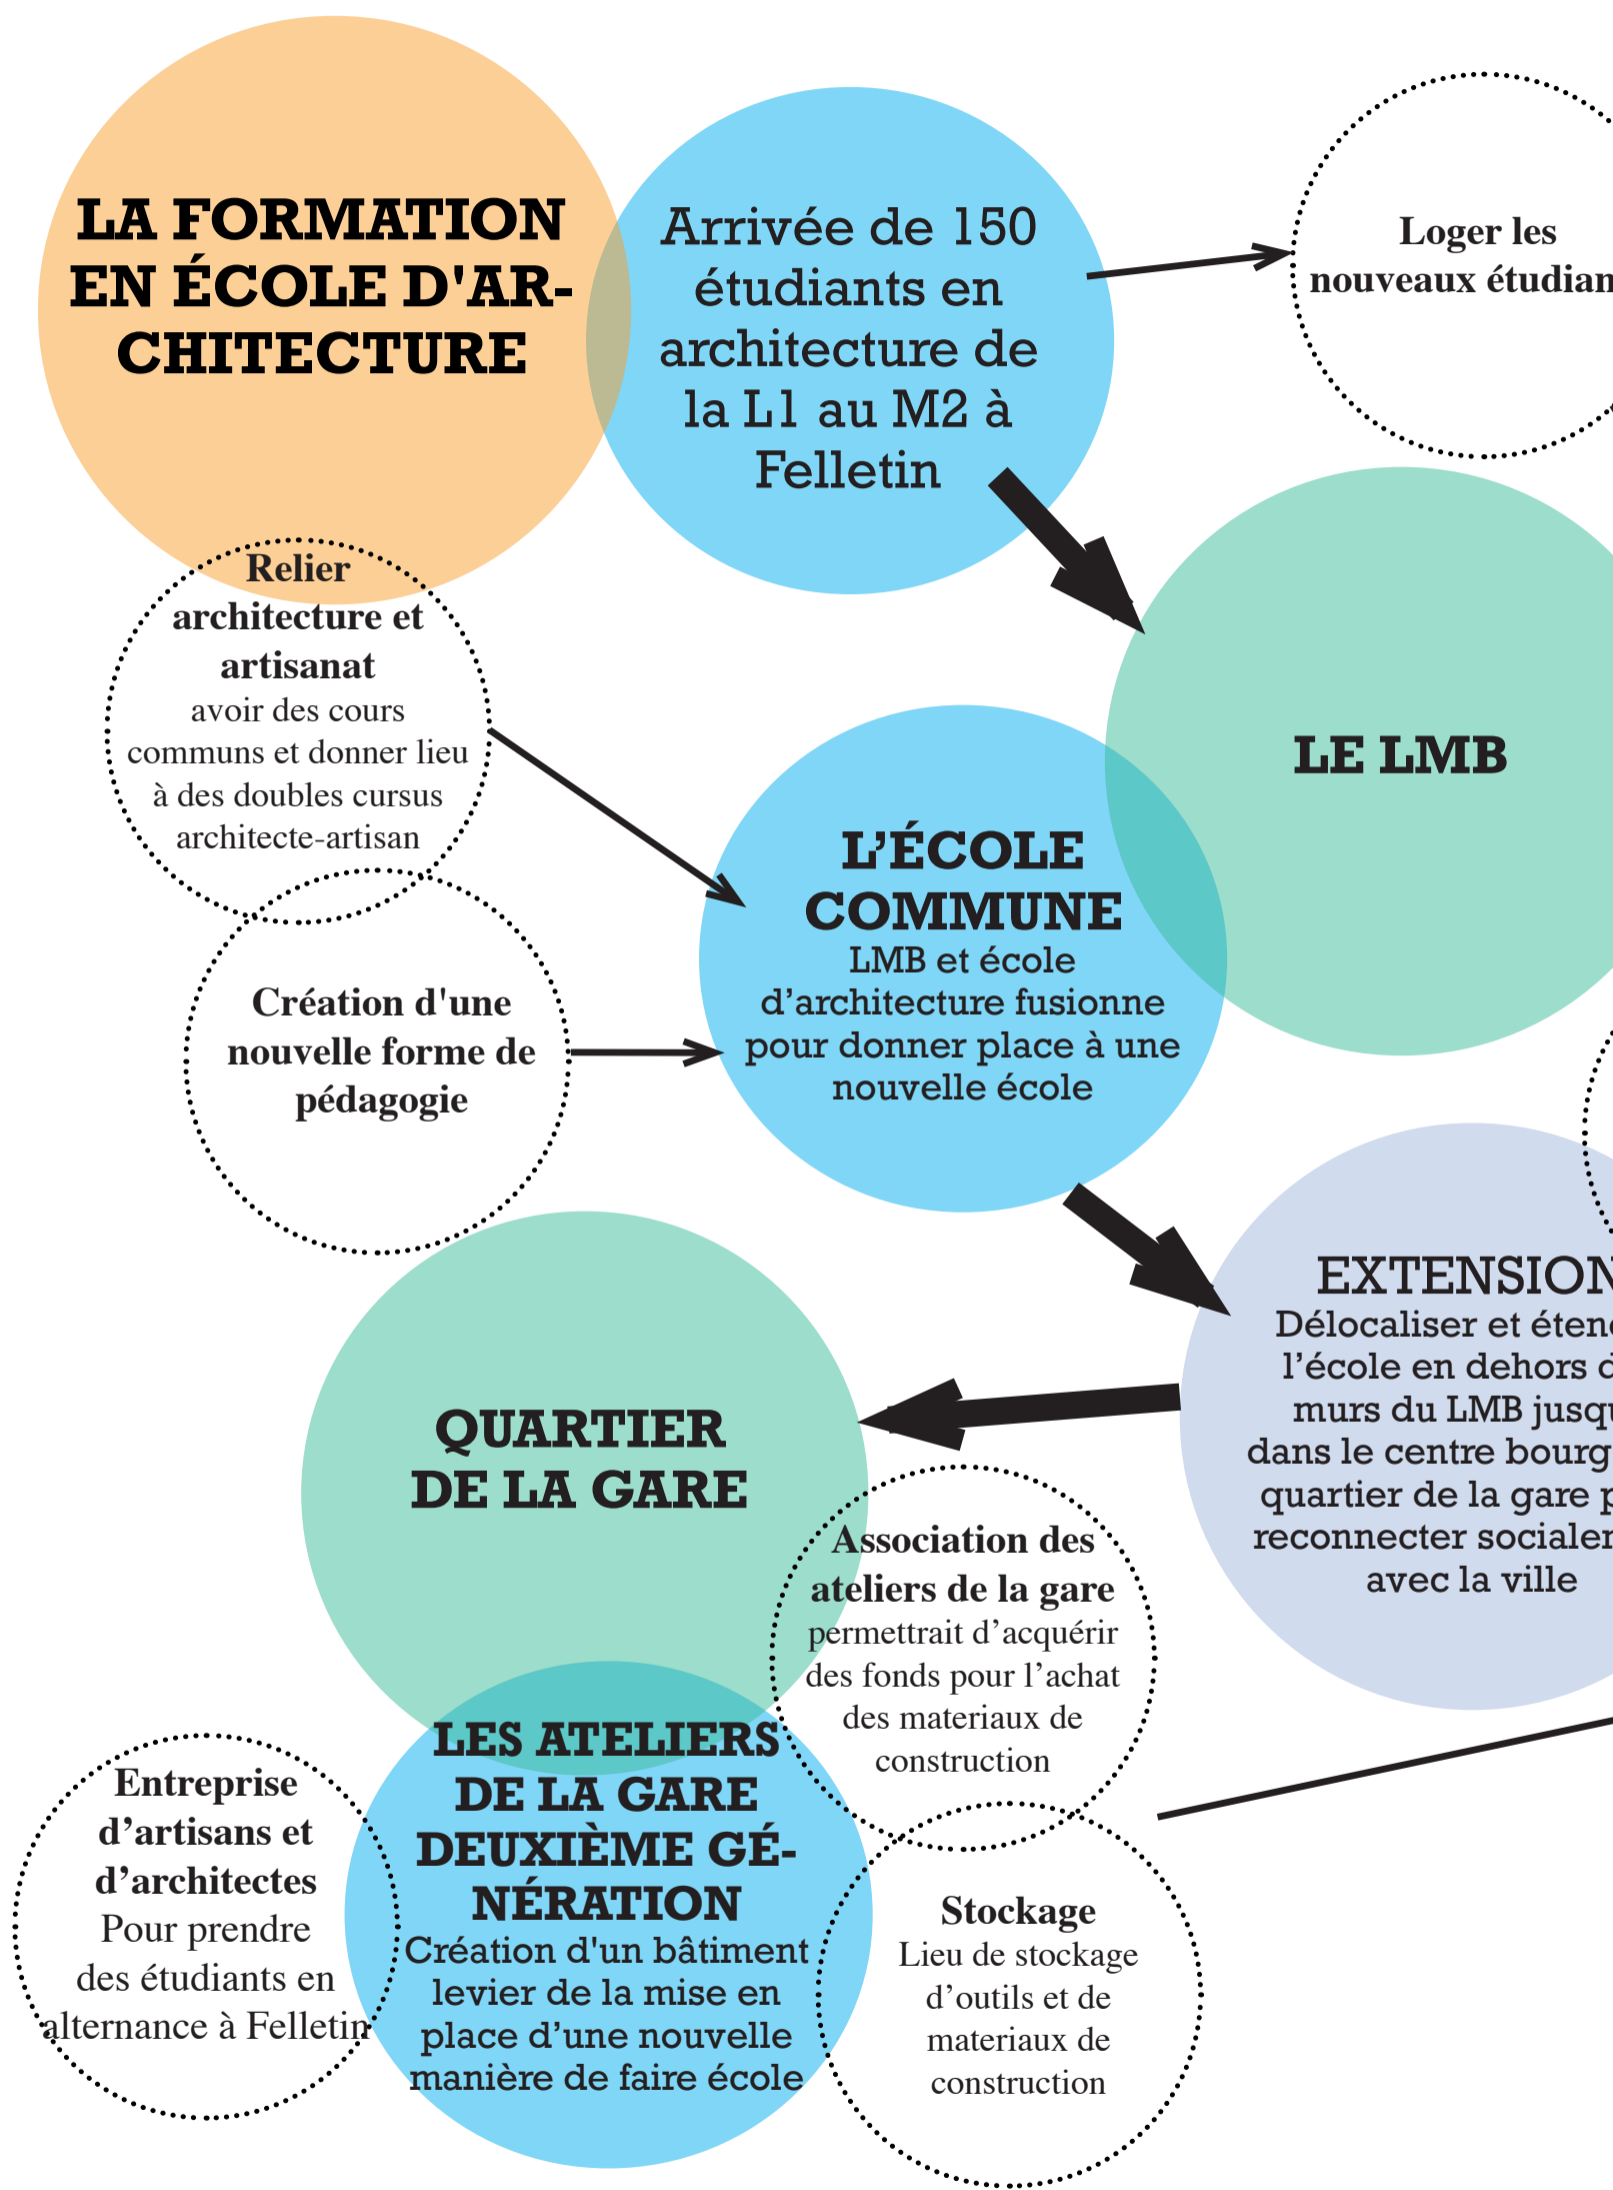 LA FORMATION
EN ÉCOLE D'AR-
CHITECTURE
Arrivée de 150
étudiants en
architecture de
la L1 au M2 à
Felletin
Loger les
nouveaux étudian
Relier
architecture et
artisanat
avoir des cours
communs et donner lieu
à des doubles cursus
architecte-artisan
LE LMB
L’ÉCOLE
COMMUNE
LMB et école
d’architecture fusionne
pour donner place à une
nouvelle école
Création d'une
nouvelle forme de
pédagogie
EXTENSION
Délocaliser et éten
l’école en dehors d
murs du LMB jusqu
dans le centre bourg
quartier de la gare p
reconnecter socialem
avec la ville
QUARTIER
DE LA GARE
Association des
ateliers de la gare
permettrait d’acquérir
des fonds pour l’achat
des materiaux de
construction
LES ATELIERS
DE LA GARE
DEUXIÈME GÉ-
NÉRATION
Création d'un bâtiment
levier de la mise en
place d’une nouvelle
manière de faire école
Entreprise
d’artisans et
d’architectes
Pour prendre
des étudiants en
alternance à Felletin
Stockage
Lieu de stockage
d’outils et de
materiaux de
construction